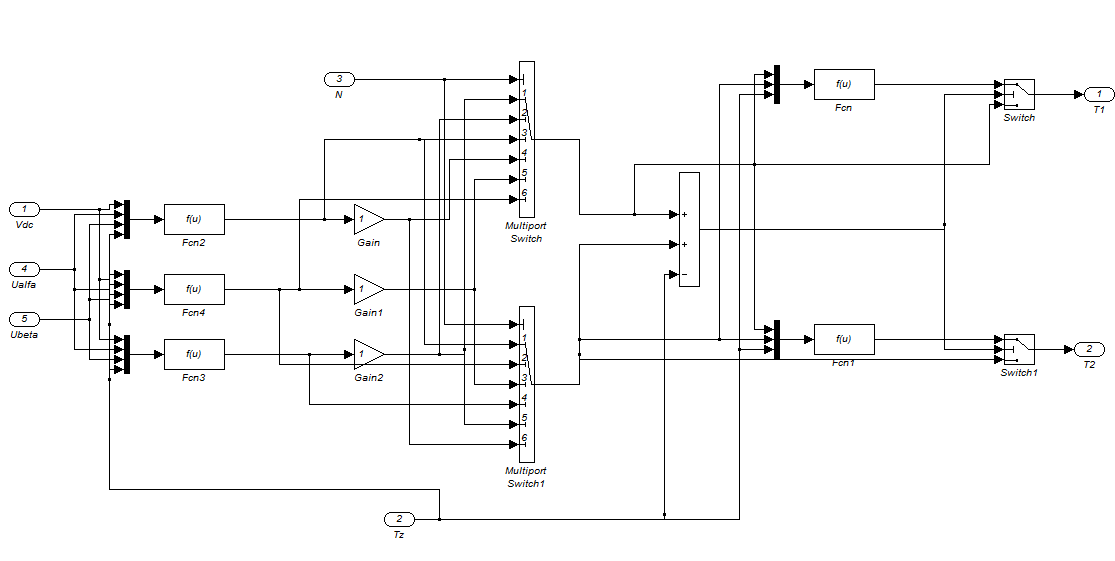 3
N
1
2
3
4
5
6
Multiport
Switch
f(u)
Fcn
Switch
1
T1
1
Vdc
f(u)
Fcn2
1
Gain
+
+
−
4
Ualfa
f(u)
Fcn4
1
Gain1
5
Ubeta
f(u)
Fcn3
1
Gain2
1
2
3
4
5
6
Multiport
Switch1
f(u)
Fcn1
Switch1
2
T2
2
Tz